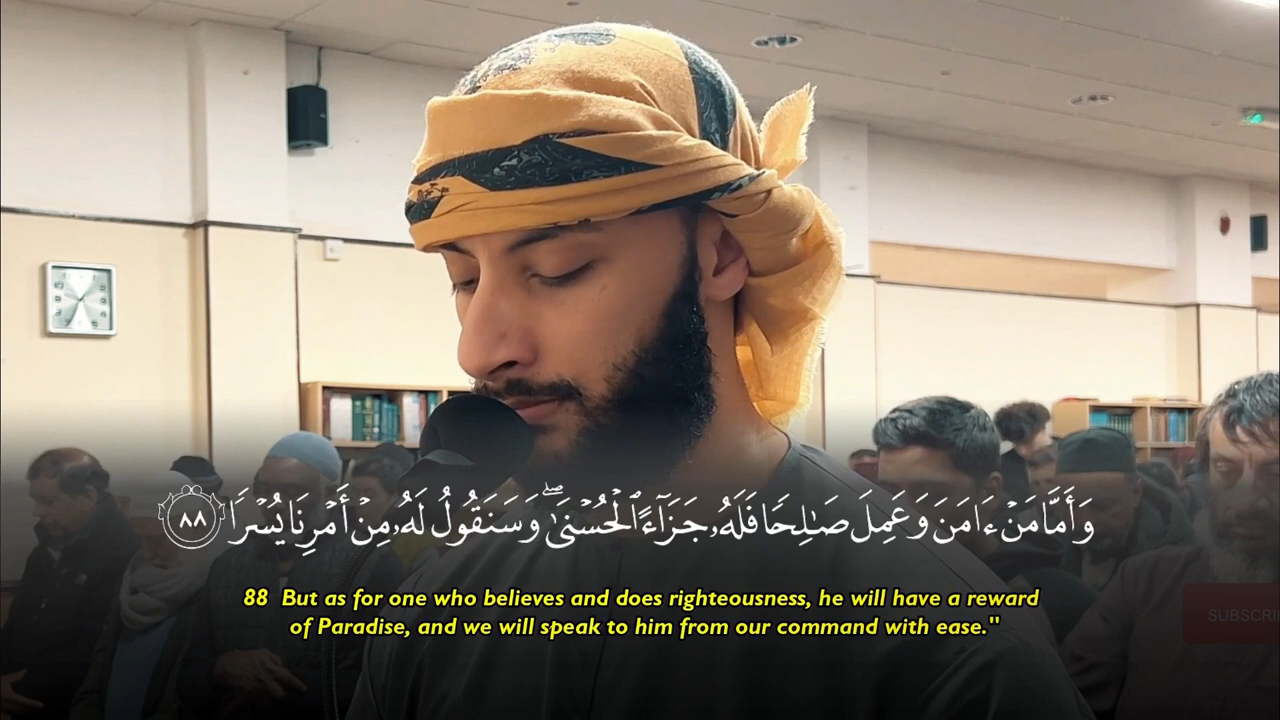 وَأَمَّا مَنْ ءَامَنَ وَعَمِلَ صَٰلِحًا فَلَهُۥ جَزَآءً ٱلْحُسْنَىٰ ۖ وَسَنَقُولُ لَهُۥ مِنْ أَمْرِنَا يُسْرًا ٨٨
88 But as for one who believes and does righteousness, he will have a reward
of Paradise, and we will speak to him from our command with ease."